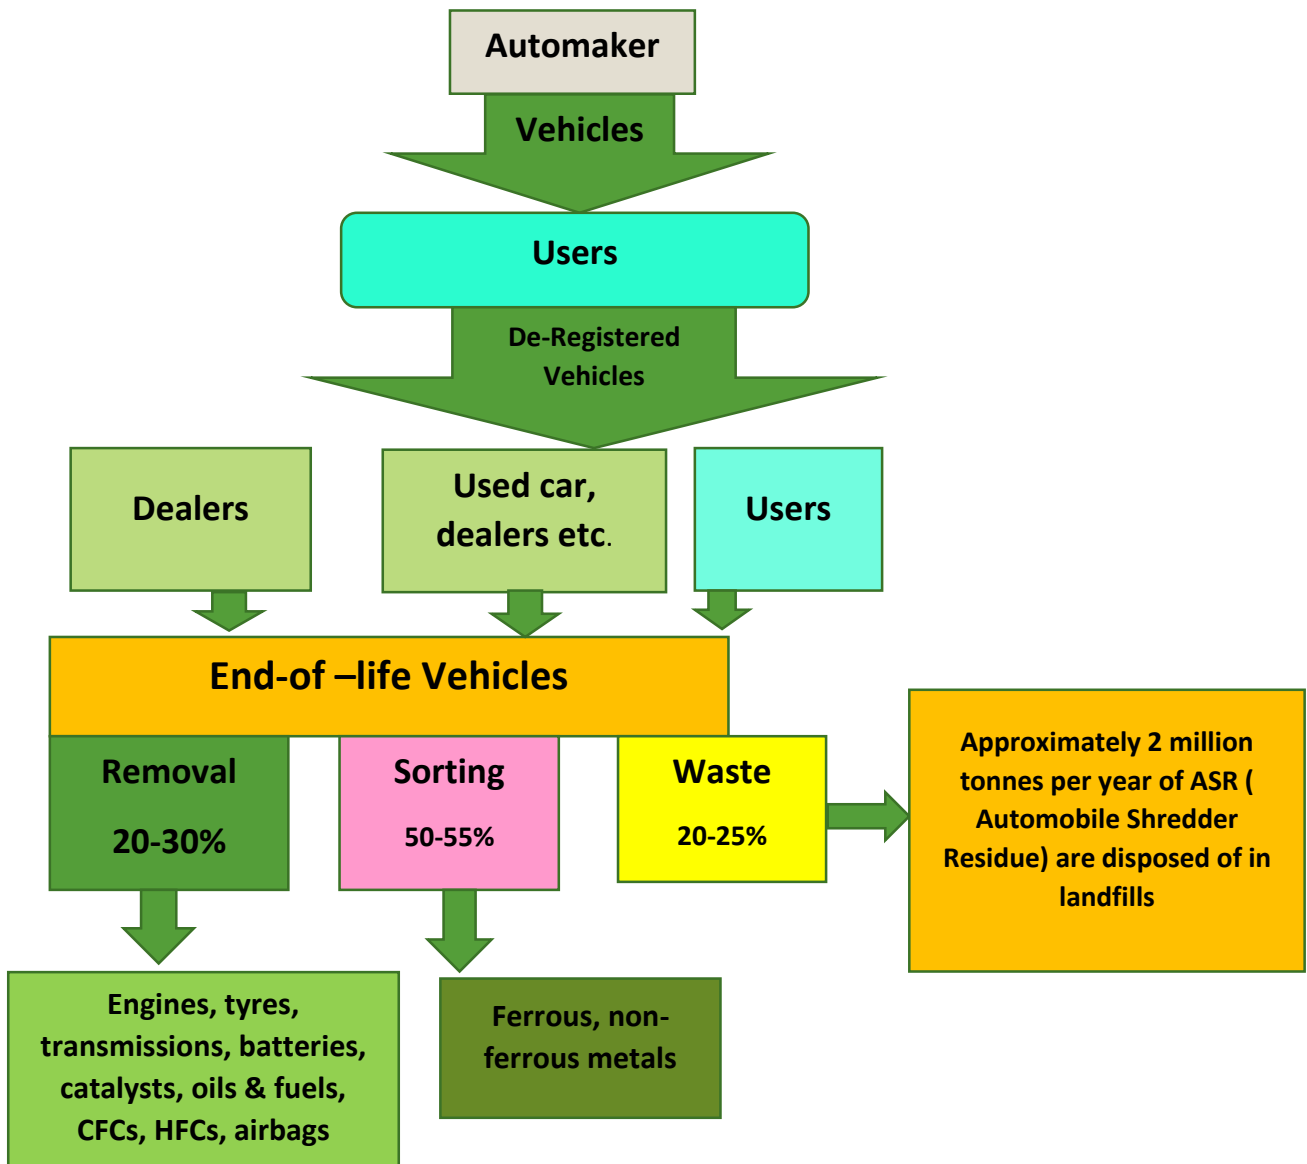 Automaker
Vehicles
Users
De-Registered
Vehicles
Dealers
Used car,
dealers etc.
Users
End-of –life Vehicles
Removal
20-30%
Sorting
50-55%
Waste
20-25%
Approximately 2 million
tonnes per year of ASR (
Automobile Shredder
Residue) are disposed of in
landfills
Engines, tyres,
transmissions, batteries,
catalysts, oils & fuels,
CFCs, HFCs, airbags
Ferrous, non-
ferrous metals